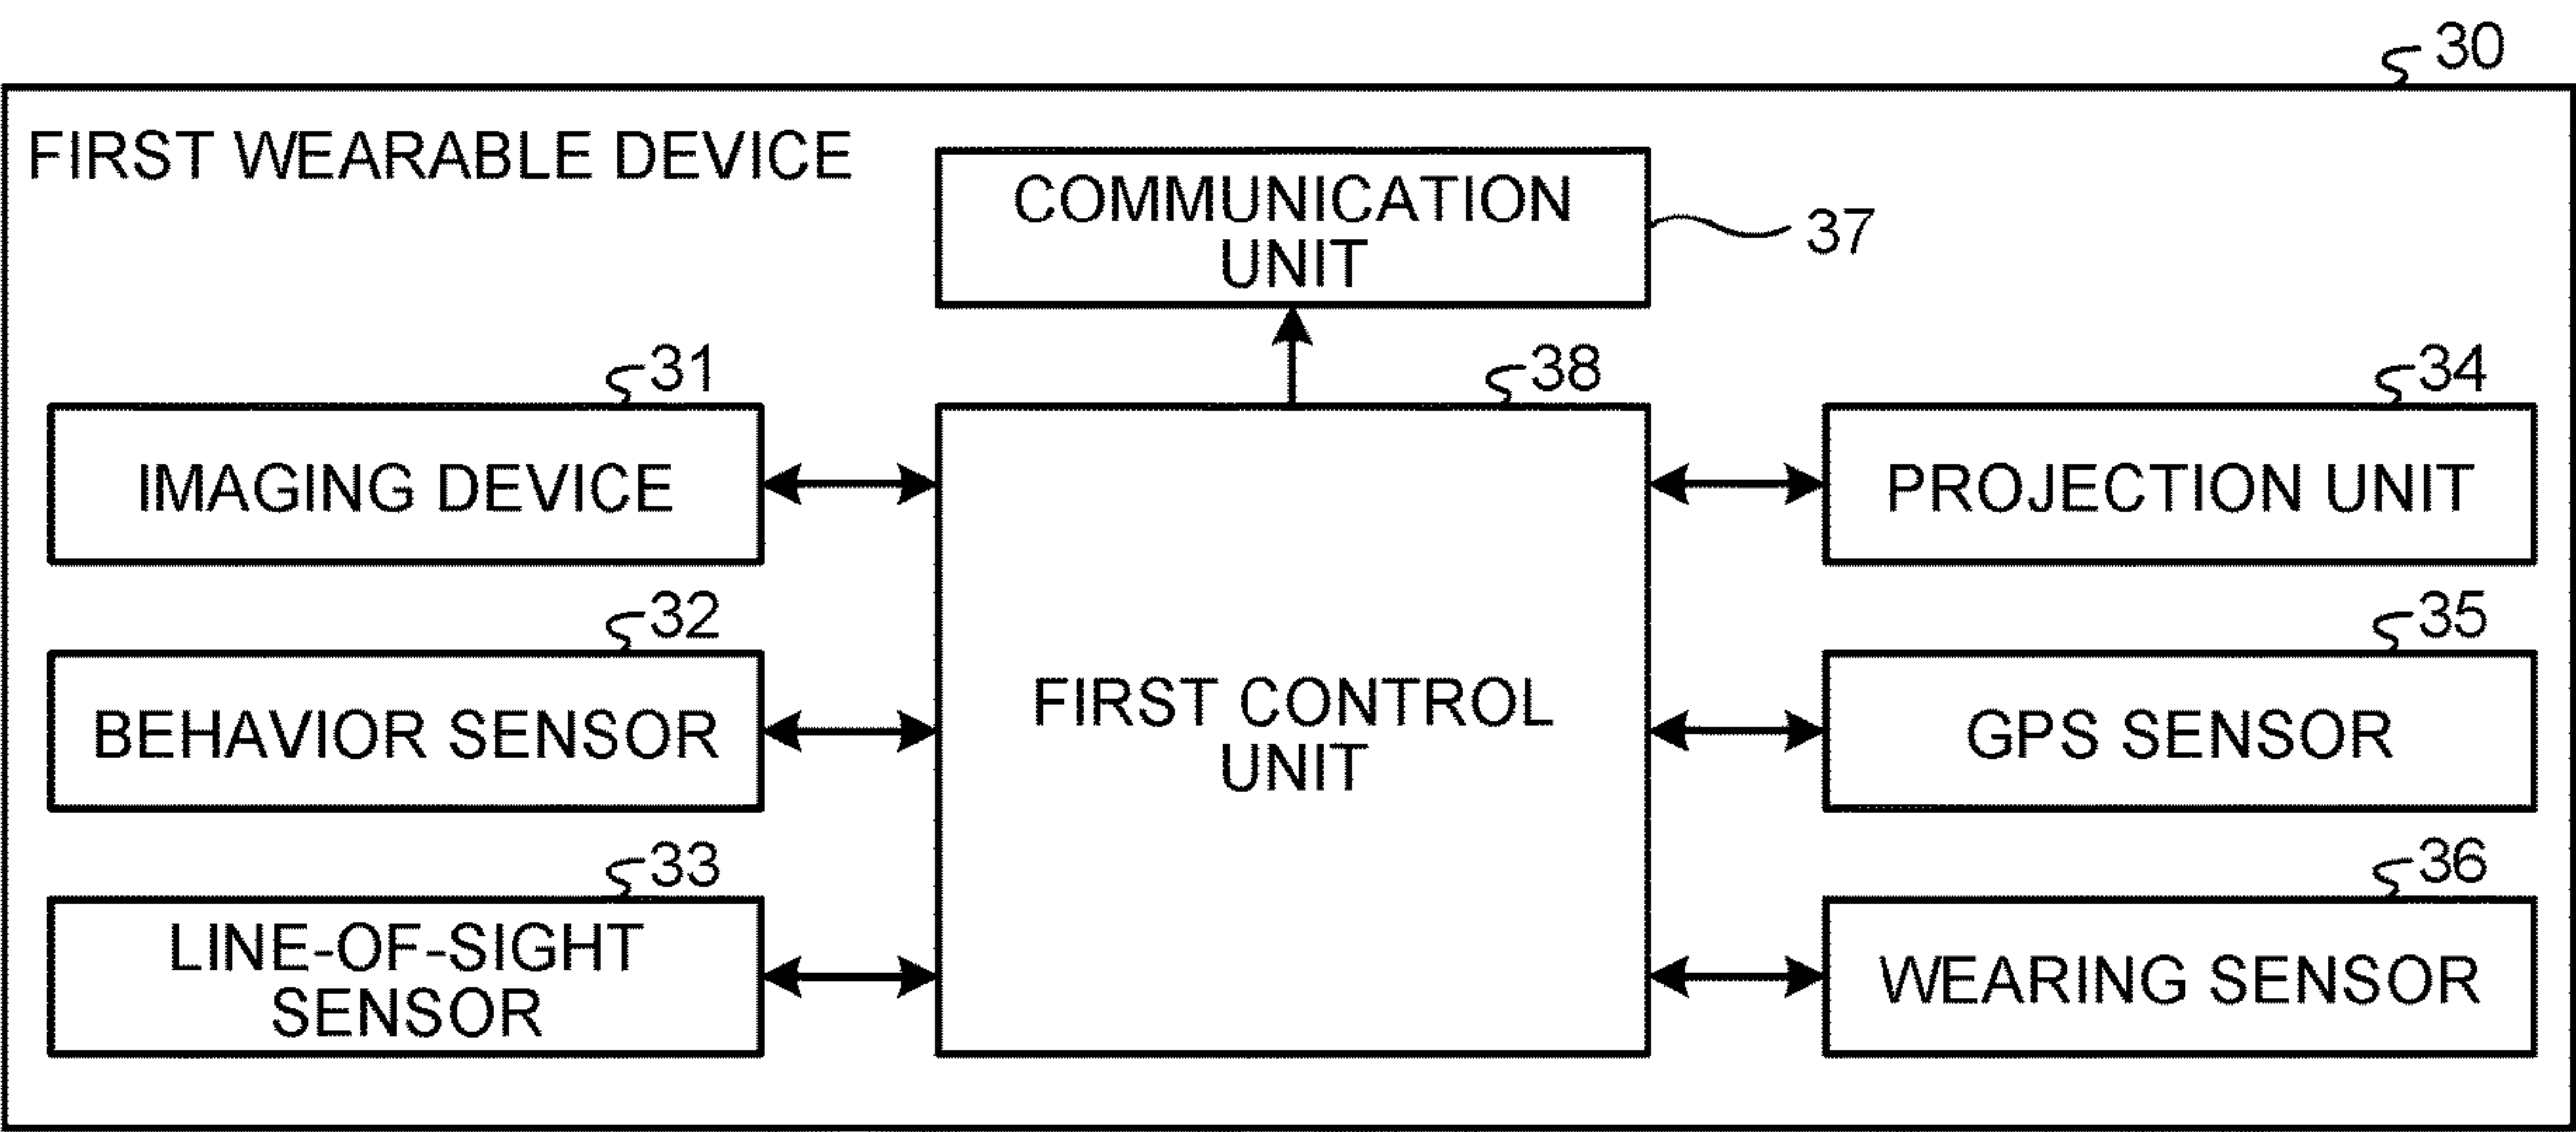 30
FIRST WEARABLE DEVICE
COMMUNICATION
UNIT
37
31
38
34
IMAGING DEVICE
PROJECTION UNIT
32
35
BEHAVIOR SENSOR
FIRST CONTROL
UNIT
GPS SENSOR
33
36
LINE-OF-SIGHT
SENSOR
WEARING SENSOR